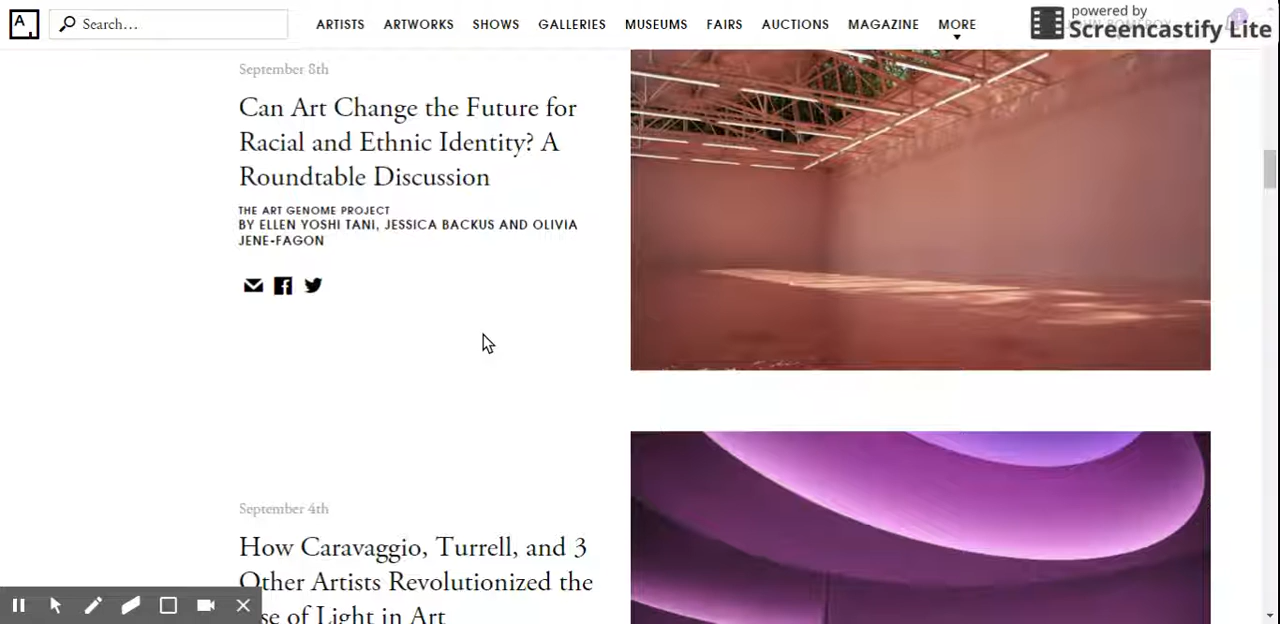 A
Search...
ARTISTS ARTWORKS SHOWS GALLERIES MUSEUMS FAIRS AUCTIONS MAGAZINE MORE
powered by
Screencastify Lite
September 8th
Can Art Change the Future for
Racial and Ethnic Identity? A
Roundtable Discussion
THE ART GENOME PROJECT
BY ELLEN YOSHI TANI, JESSICA BACKUS AND OLIVIA
JENE-FAGON
September 4th
How Caravaggio, Turrell, and 3
Other Artists Revolutionized the
se of Light in Art